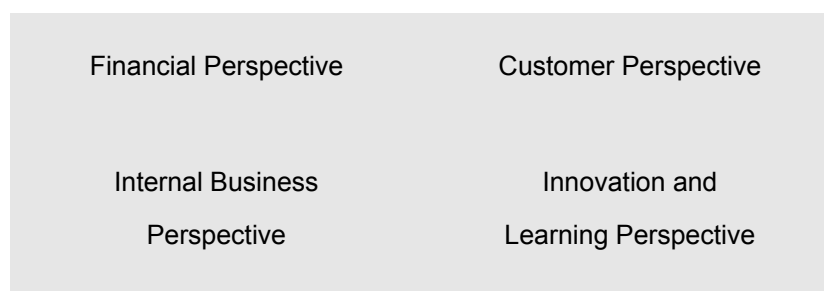 Financial Perspective
Customer Perspective
Internal Business
Perspective
Innovation and
Learning Perspective